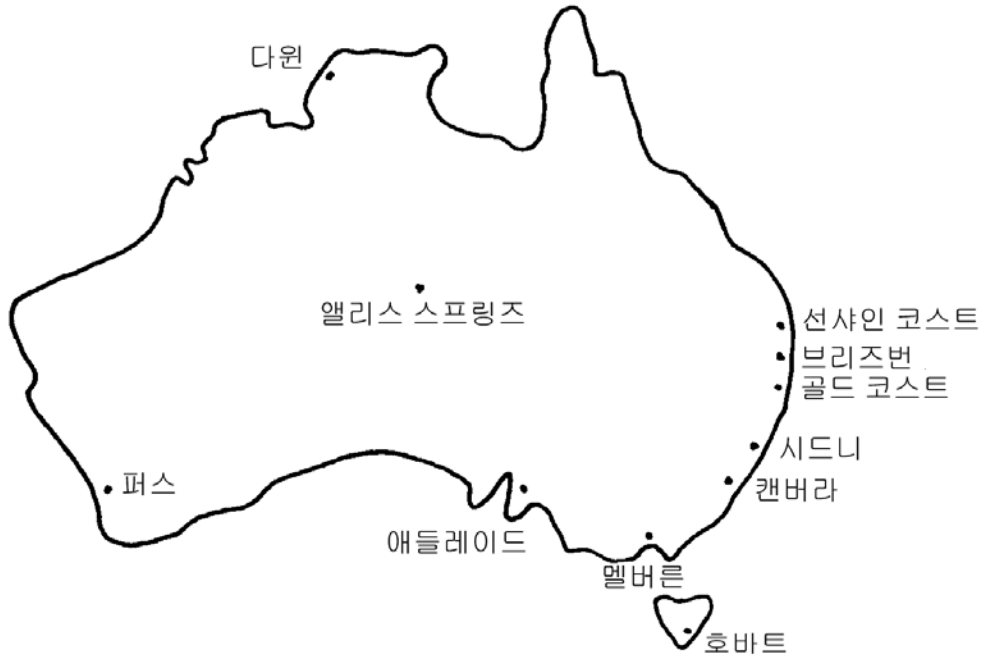 다윈
앨리스 스프링즈
선샤인 코스트
브리즈번
골드 코스트
시드니
퍼스
캔버라
애들레이드
멜버른
호바트